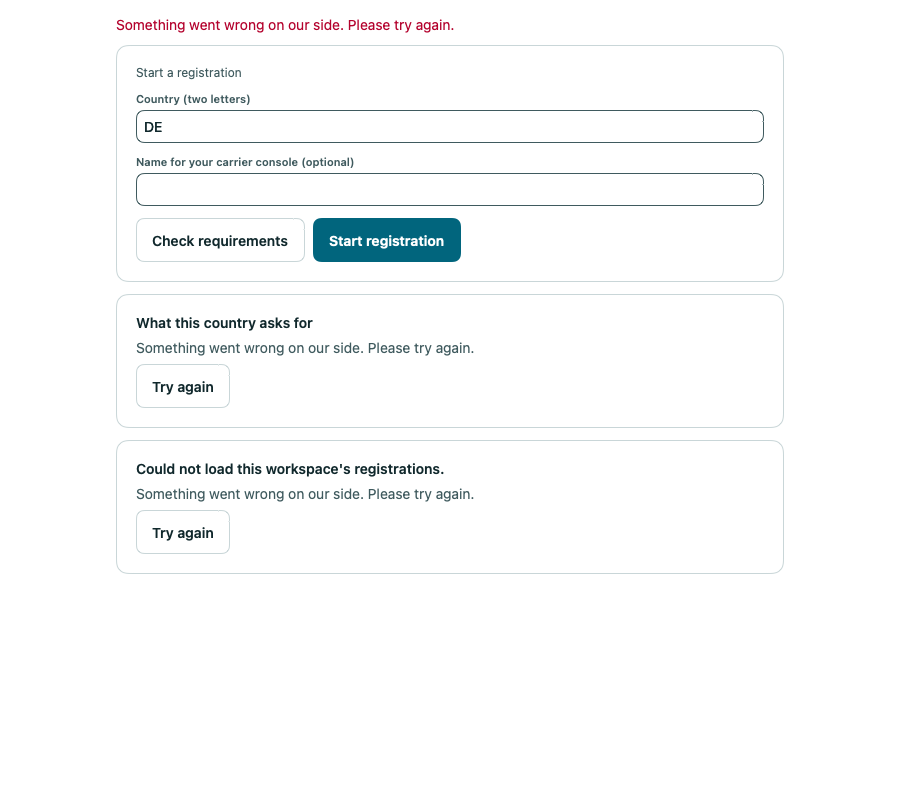 Something went wrong on our side. Please try again.
Start a registration
Country (two letters)
DE
Name for your carrier console (optional)
Check requirements
Start registration
What this country asks for
Something went wrong on our side. Please try again.
Try again
Could not load this workspace's registrations.
Something went wrong on our side. Please try again.
Try again